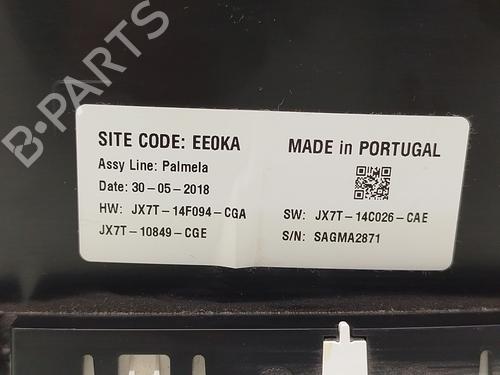 B-PARTS
SITE CODE: EE0KA
Assy Line: Palmela
Date: 30-05-2018
HW: JX7T-14F094-CGA
JX7T-10849-CGE
MADE in PORTUGAL
SW: JX7T-14C026-CAE
S/N: SAGMA2871